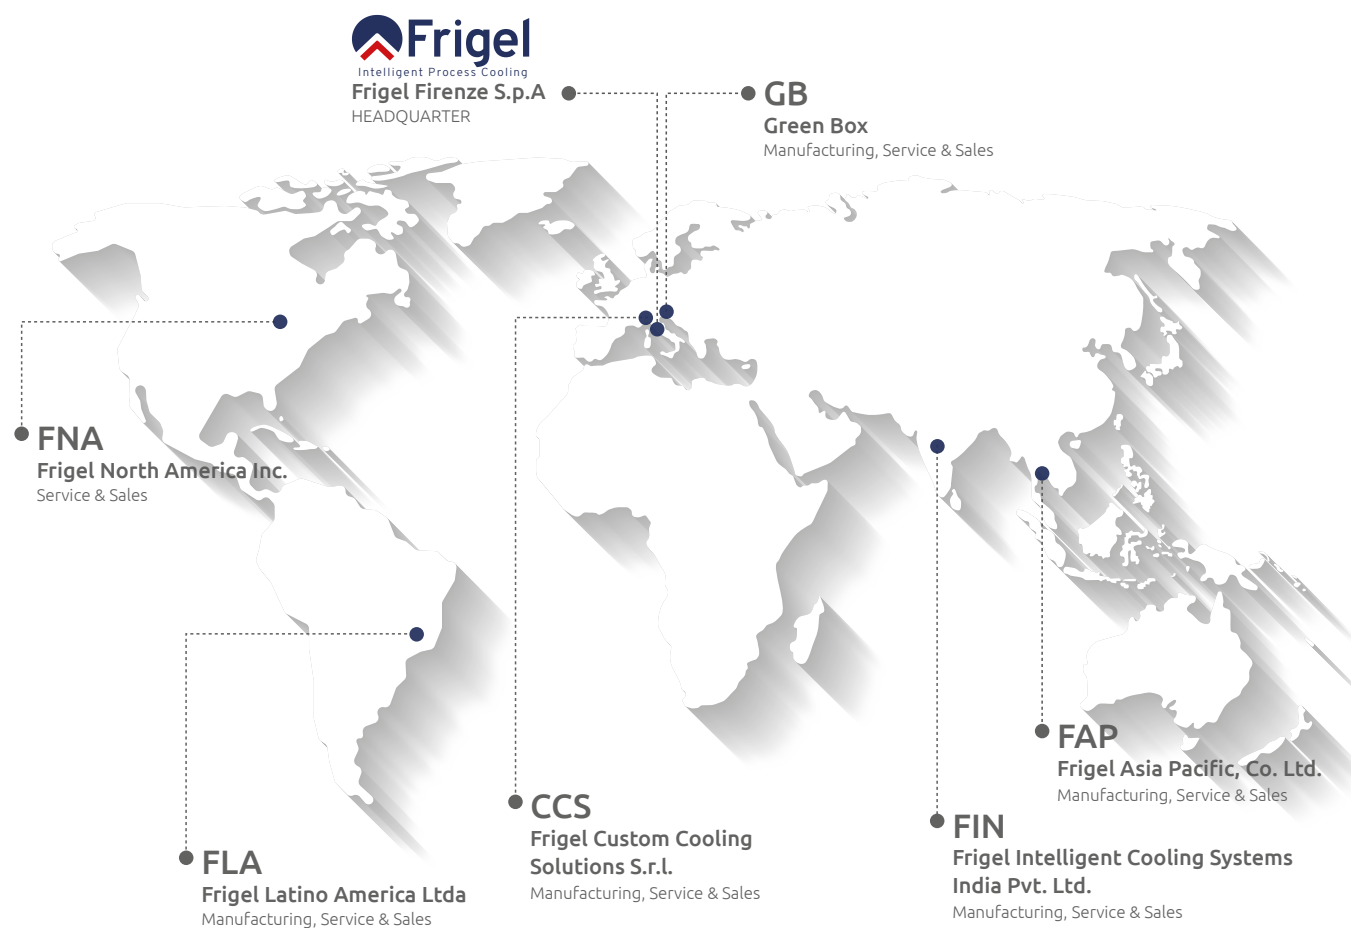 Frigel
Intelligent Process Cooling
Frigel Firenze S.p.A
HEADQUARTER
GB
Green Box
Manufacturing, Service & Sales
FNA
Frigel North America Inc.
Service & Sales
FAP
Frigel Asia Pacific, Co. Ltd.
Manufacturing, Service & Sales
CCS
Frigel Custom Cooling
Solutions S.r.l.
Manufacturing, Service & Sales
FIN
Frigel Intelligent Cooling Systems
India Pvt. Ltd.
Manufacturing, Service & Sales
FLA
Frigel Latino America Ltda
Manufacturing, Service & Sales